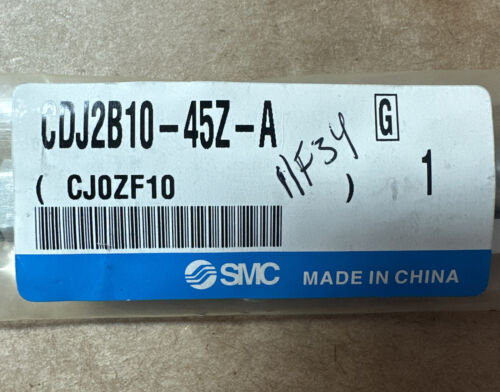 CDJ2B10-45Z-A
G
( CJ0ZF10 )
11F34
1
SMC
MADE IN CHINA